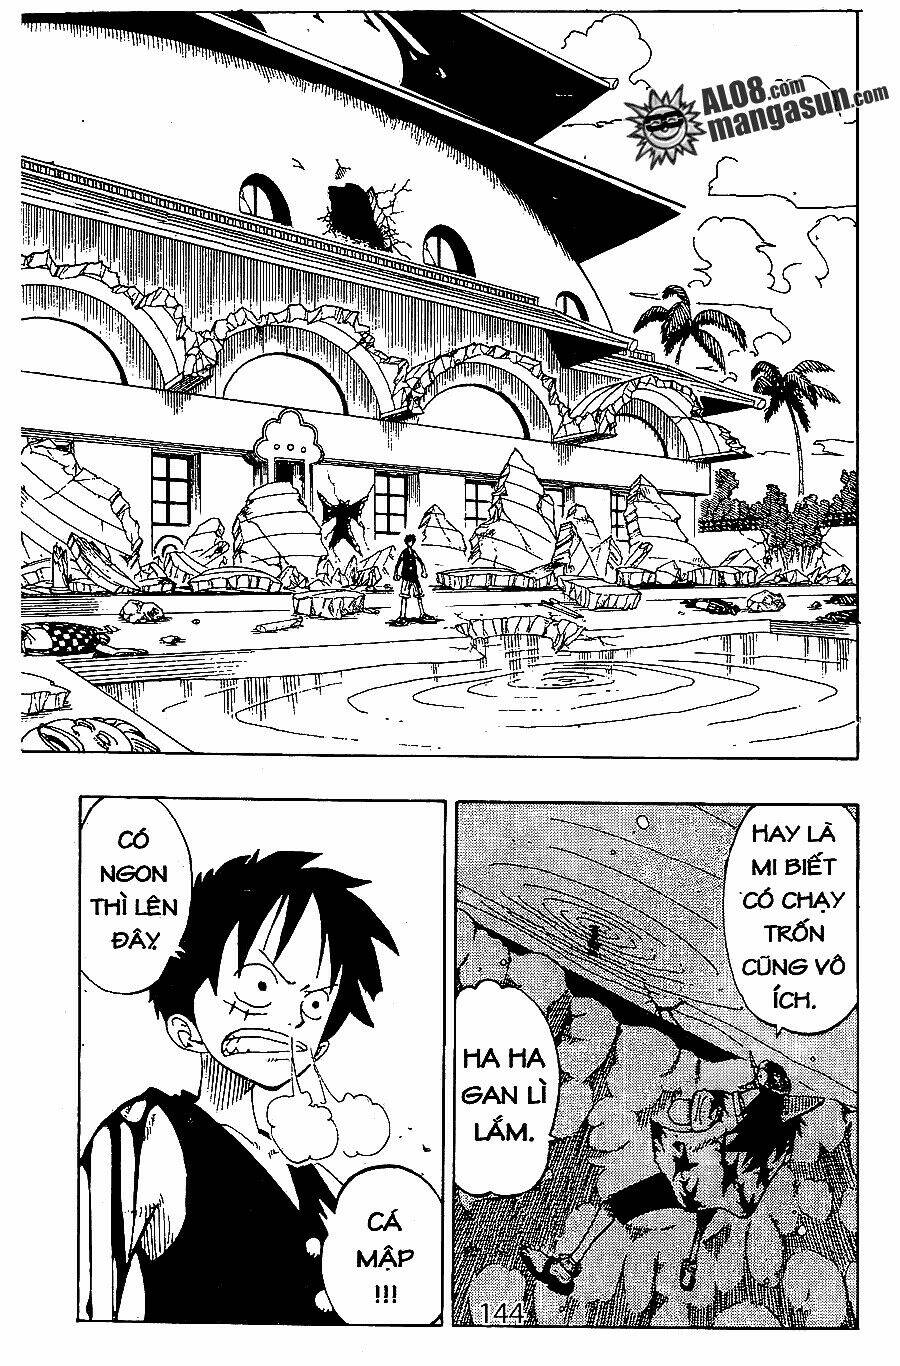 AL08.com
mangasun.com
CÓ
NGON
THÌ LÊN
ĐÂY.
CÁ
MẬP
!!!
HAY LÀ
MI BIẾT
CÓ CHẠY
TRỐN
CŨNG VÔ
ÍCH.
HA HA
GAN LÌ
LẮM.
144